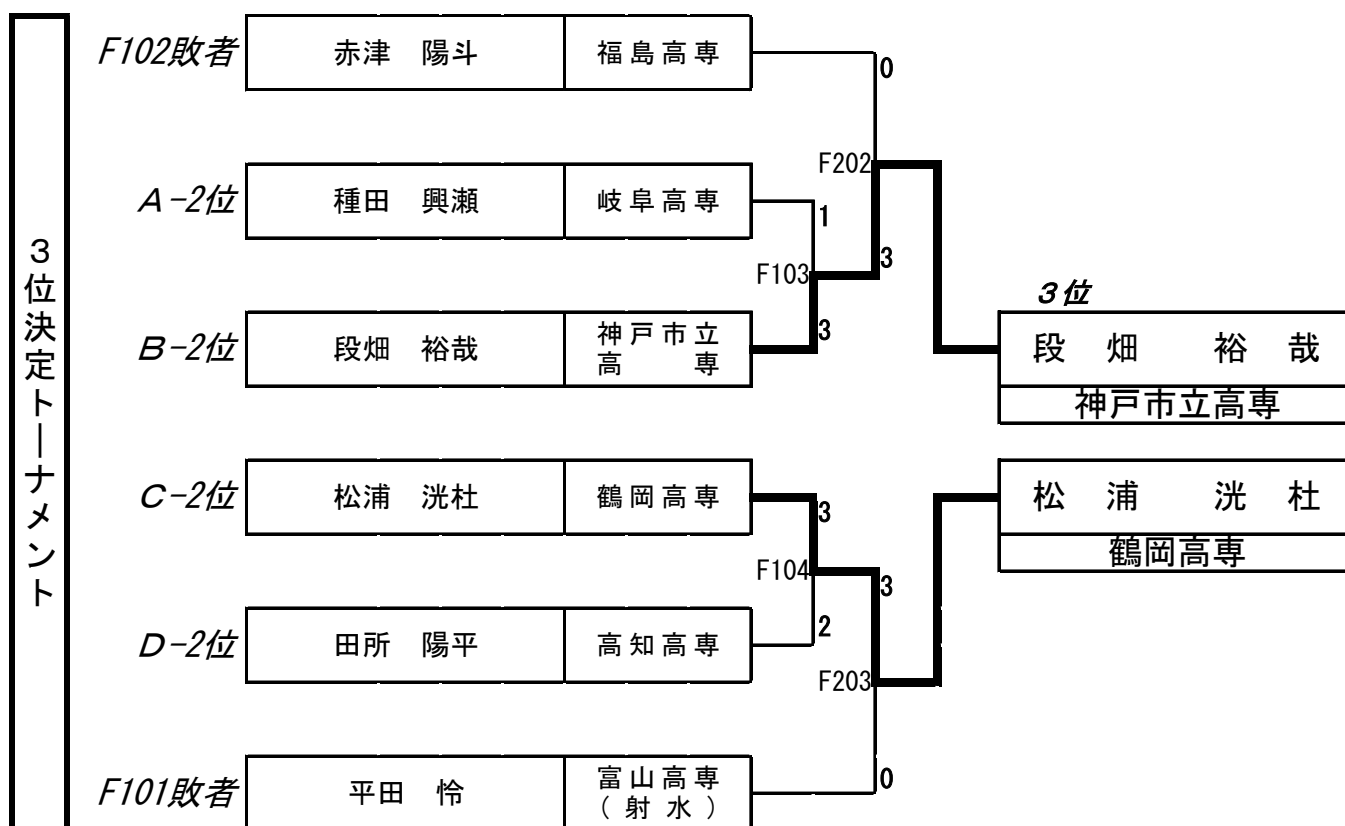 3位決定トーナメント
F102敗者 赤津 陽斗 福島高専
0
F202
A-2位 種田 興瀬 岐阜高専
1
F103
3
3
B-2位 段畑 裕哉 神戸市立
高専
3位
段畑 裕哉
神戸市立高専
C-2位 松浦 洸杜 鶴岡高専
3
F104
3
松浦 洸杜
鶴岡高専
D-2位 田所 陽平 高知高専
2
F203
F101敗者 平田 怜 富山高専
(射水)
0